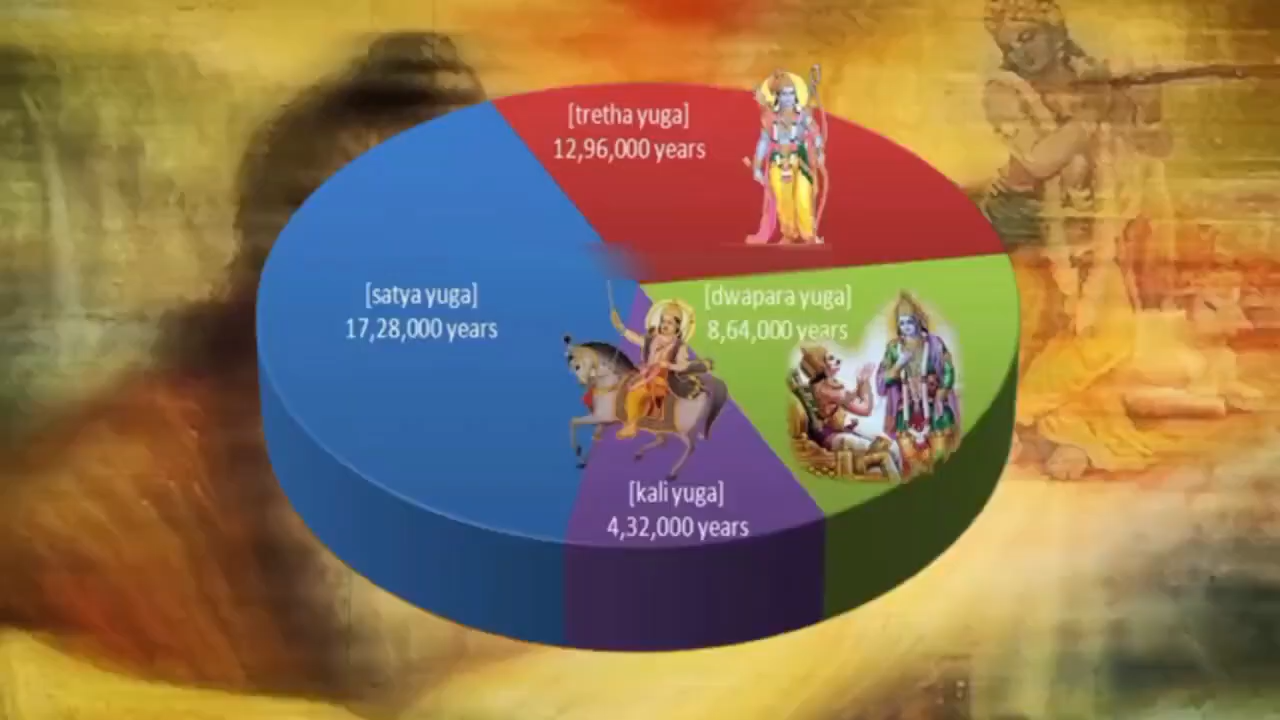 [tretha yuga]
12,96,000 years
[satya yuga]
17,28,000 years
[dwapara yuga]
8,64,000 years
[kali yuga]
4,32,000 years